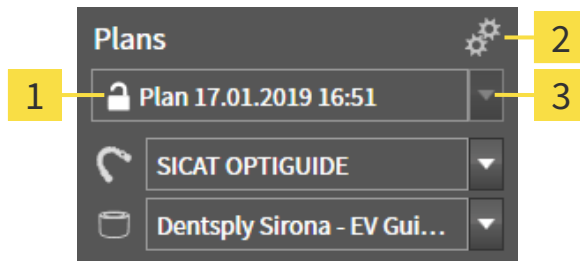 Plans
2
1
Plan 17.01.2019 16:51
3
SICAT OPTIGUIDE
Dentsply Sirona - EV Gui...